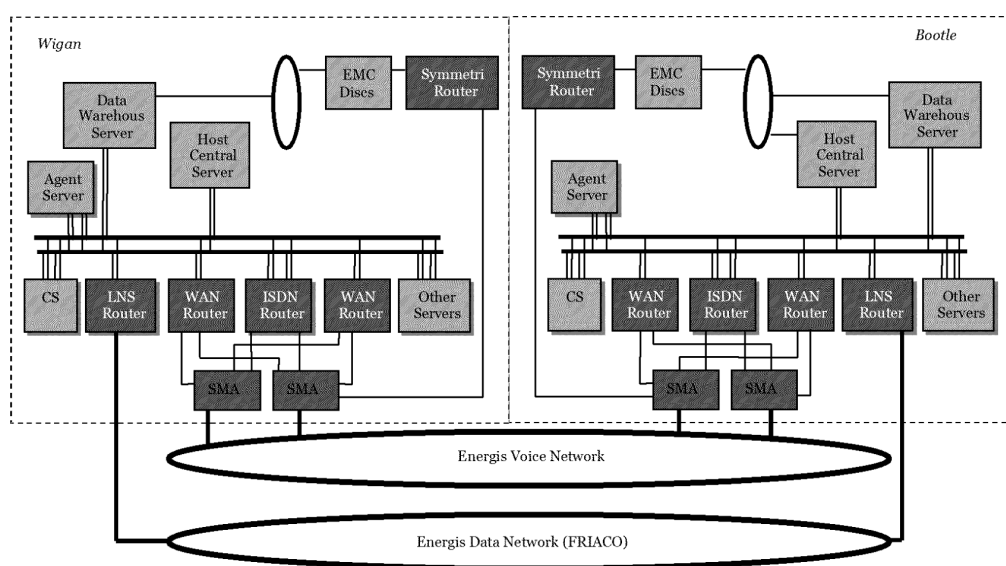 Wigan
Bootle
EMC
Discs
Symmetri
Router
Symmetri
Router
EMC
Discs
Data
Warehous
Server
Data
Warehous
Server
Host
Central
Server
Host
Central
Server
Agent
Server
Agent
Server
CS
LNS
Router
WAN
Router
ISDN
Router
WAN
Router
Other
Servers
CS
WAN
Router
ISDN
Router
WAN
Router
LNS
Router
Other
Servers
SMA
SMA
SMA
SMA
Energis Voice Network
Energis Data Network (FRIACO)